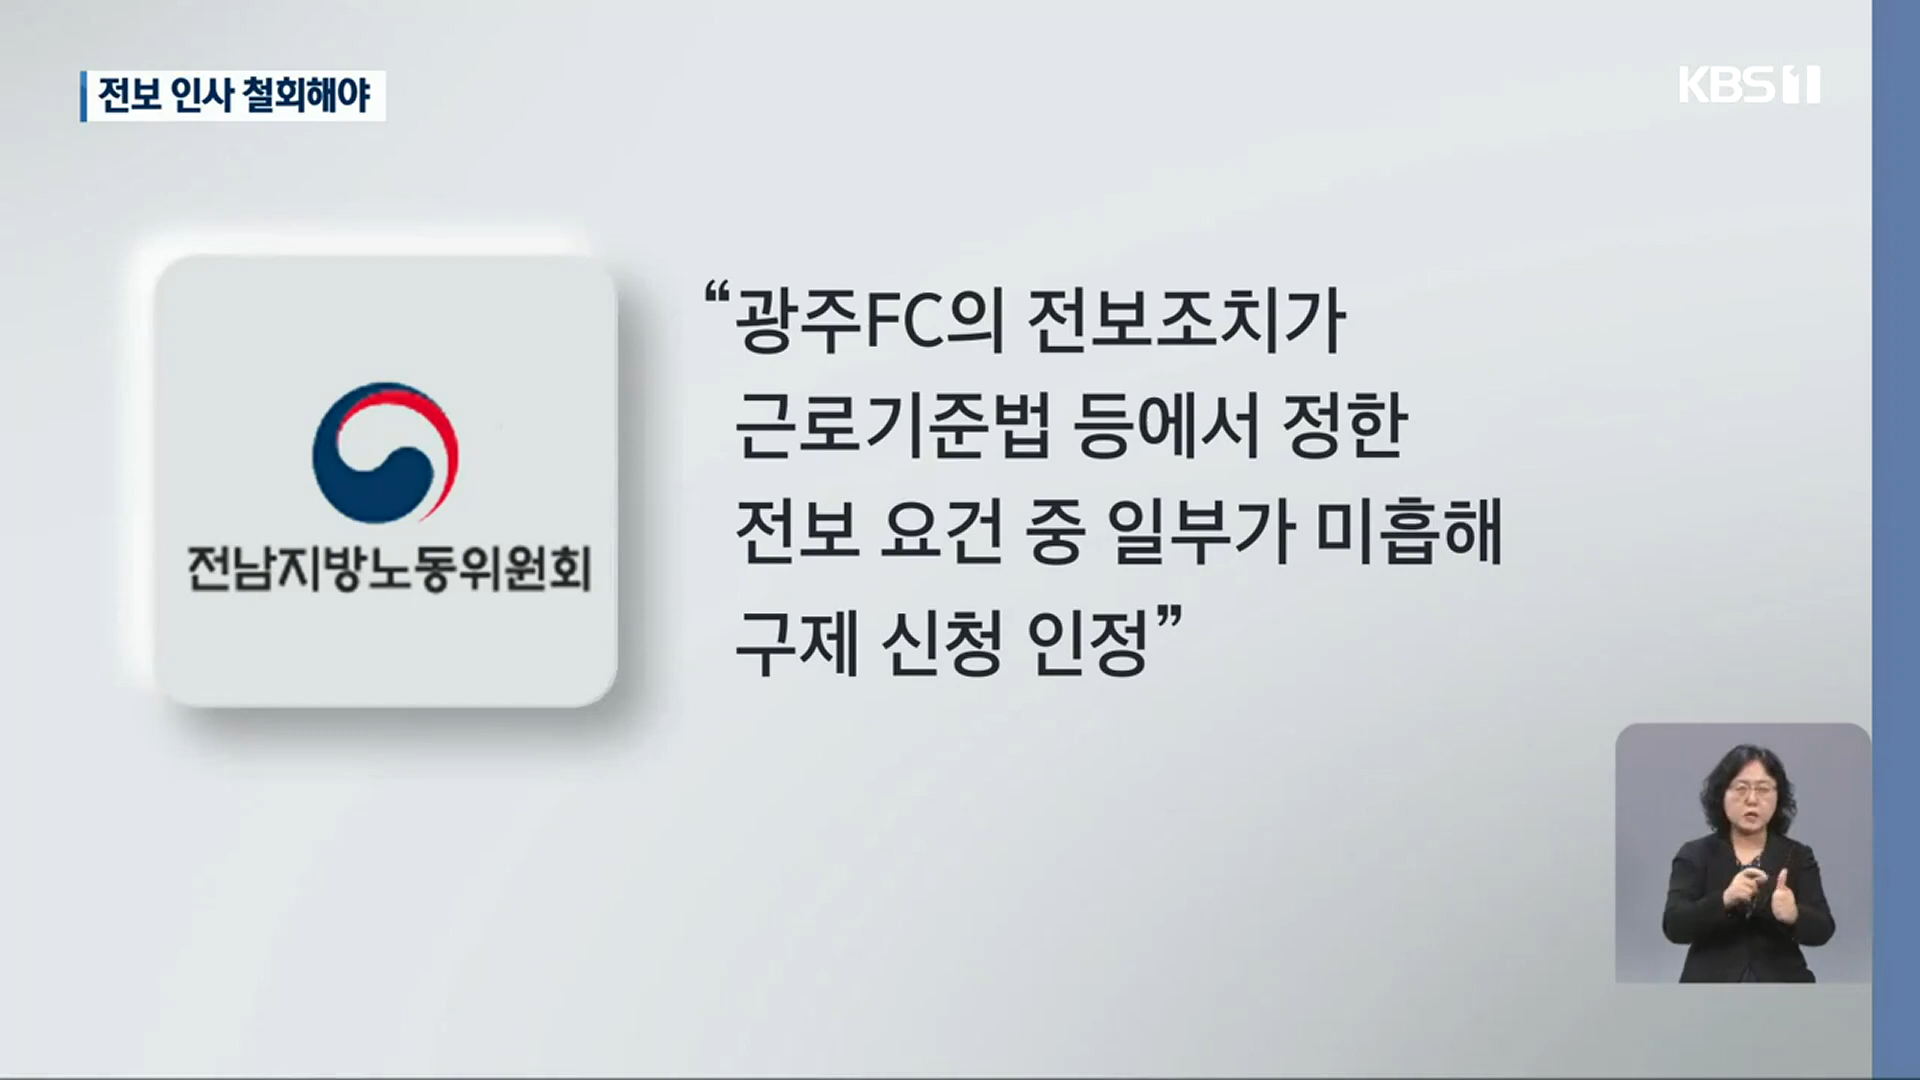 전보 인사 철회해야
KBS 1
“광주FC의 전보조치가
근로기준법 등에서 정한
전보 요건 중 일부가 미흡해
구제 신청 인정”
전남지방노동위원회